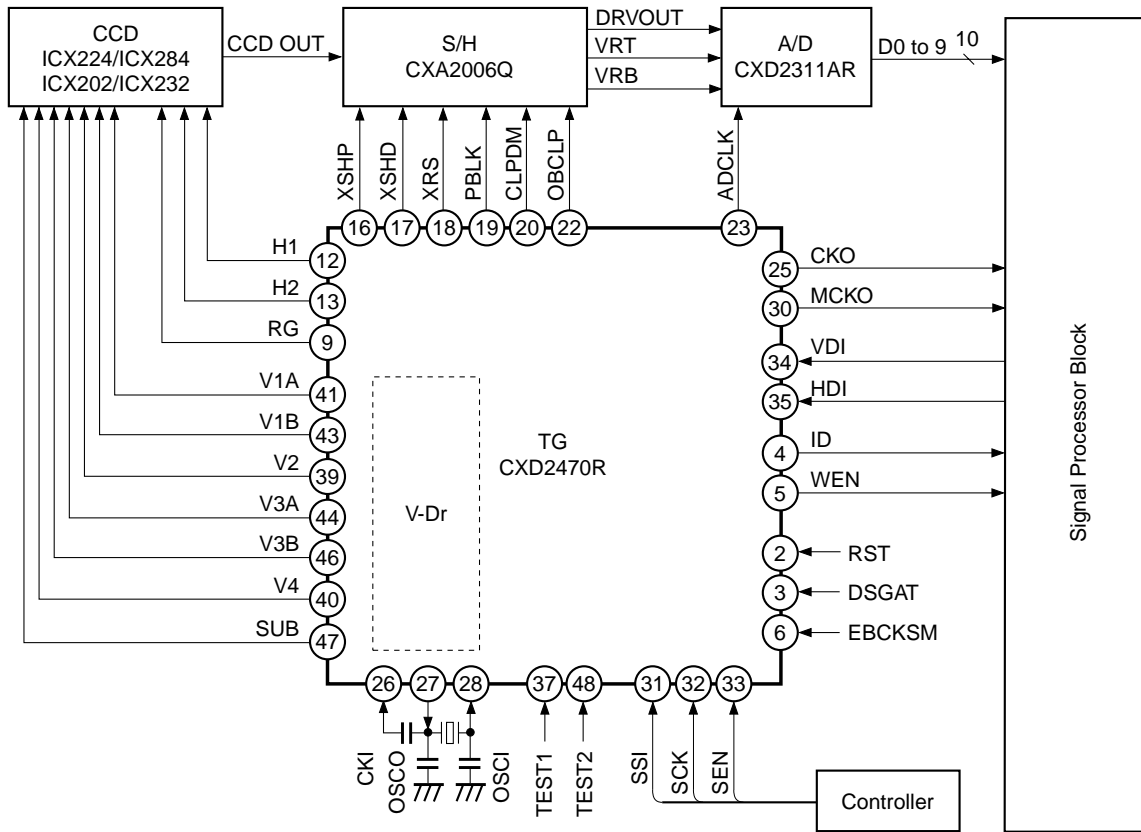 CCD
ICX224/ICX284
ICX202/ICX232
CCD OUT
S/H
CXA2006Q
DRVOUT
VRT
VRB
A/D
CXD2311AR
D0 to 9
10
XSHP
XSHD
XRS
PBLK
CLPDM
OBCLP
ADCLK
16
17
18
19
20
22
23
H1
12
H2
13
RG
9
V1A
41
V1B
43
V2
39
V3A
44
V3B
46
V4
40
SUB
47
V-Dr
TG
CXD2470R
25
CKO
30
MCKO
34
VDI
35
HDI
4
ID
5
WEN
2
RST
3
DSGAT
6
EBCKSM
Signal Processor Block
26
27
28
37
48
31
32
33
CKI
OSCO
OSCI
TEST1
TEST2
SSI
SCK
SEN
Controller